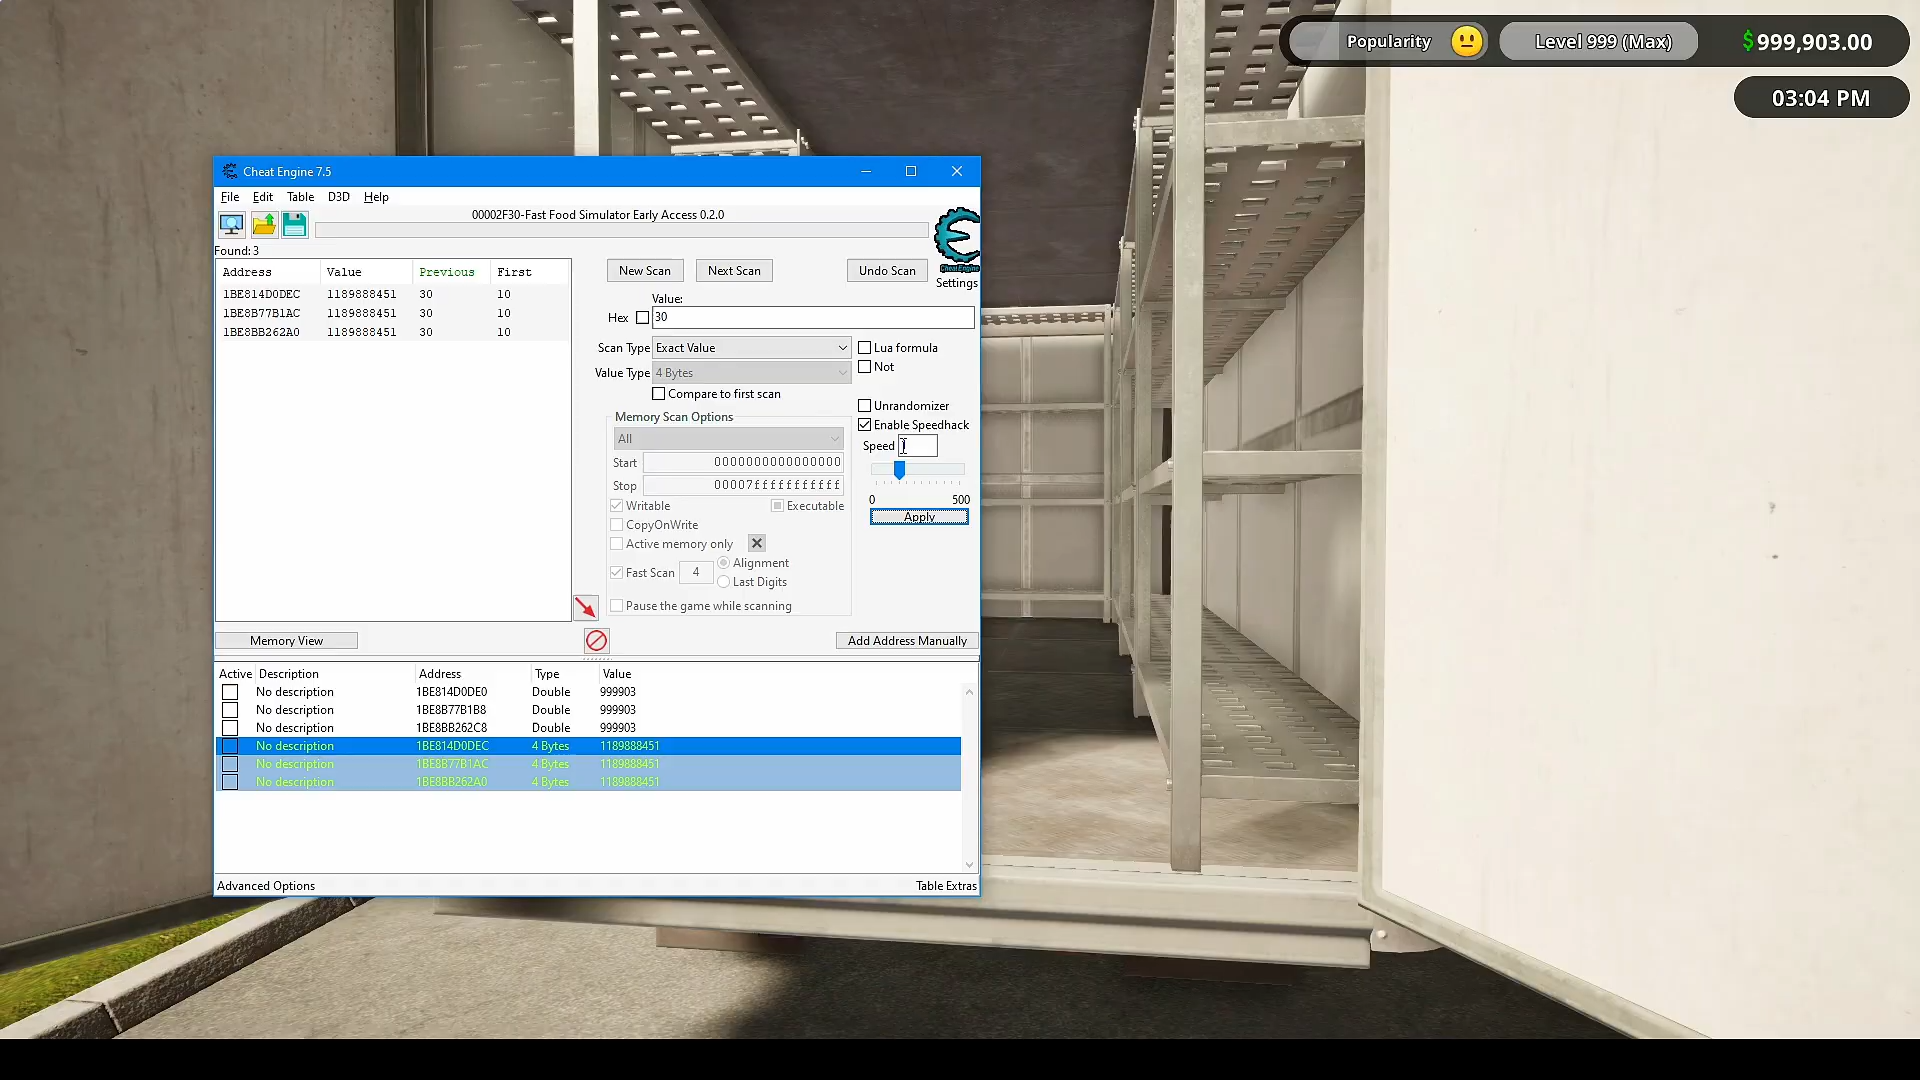 Popularity Level 999 (Max) $999,903.00
03:04 PM
Cheat Engine 7.5
File Edit Table D3D Help
00002F30-Fast Food Simulator Early Access 0.2.0
Found: 3
Cheat Engine
Settings
Address Value Previous First
1BE814D0DEC 1189888451 30 10
1BE8B77B1AC 1189888451 30 10
1BE8BB262A0 1189888451 30 10
New Scan Next Scan Undo Scan
Value:
Hex 30
Scan Type Exact Value Lua formula
Not
Value Type 4 Bytes
Compare to first scan
Unrandomizer
Memory Scan Options
Enable Speedhack
All
Speed
Start 0000000000000000
Stop 00007fffffffffff
0 500
Writable Executable
Apply
CopyOnWrite
Active memory only
Fast Scan 4 Alignment
Last Digits
Pause the game while scanning
Memory View Add Address Manually
Active Description Address Type Value
No description 1BE814D0DE0 Double 999903
No description 1BE8B77B1B8 Double 999903
No description 1BE8BB262C8 Double 999903
No description 1BE814D0DEC 4 Bytes 1189888451
No description 1BE8B77B1AC 4 Bytes 1189888451
No description 1BE8BB262A0 4 Bytes 1189888451
Advanced Options Table Extras